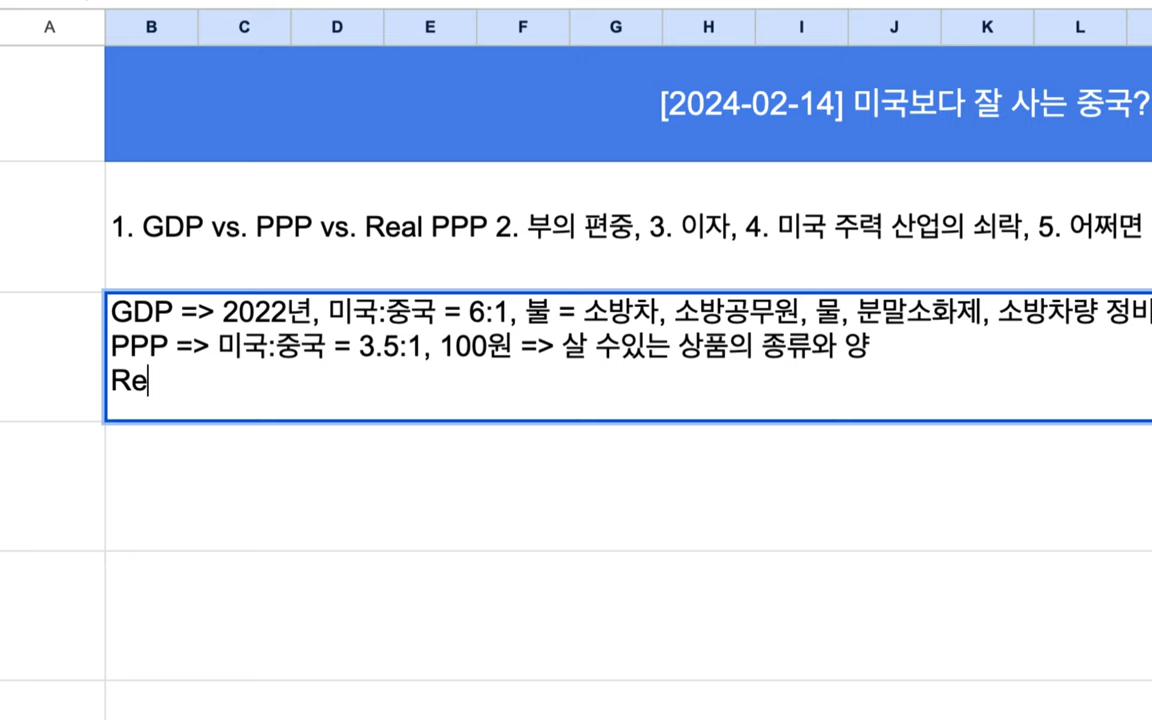 A B C D E F G H I J K L
[2024-02-14] 미국보다 잘 사는 중국?
1. GDP vs. PPP vs. Real PPP 2. 부의 편중, 3. 이자, 4. 미국 주력 산업의 쇠락, 5. 어쩌면
GDP => 2022년, 미국:중국 = 6:1, 불 = 소방차, 소방공무원, 물, 분말소화제, 소방차량 정비
PPP => 미국:중국 = 3.5:1, 100원 => 살 수있는 상품의 종류와 양
Re